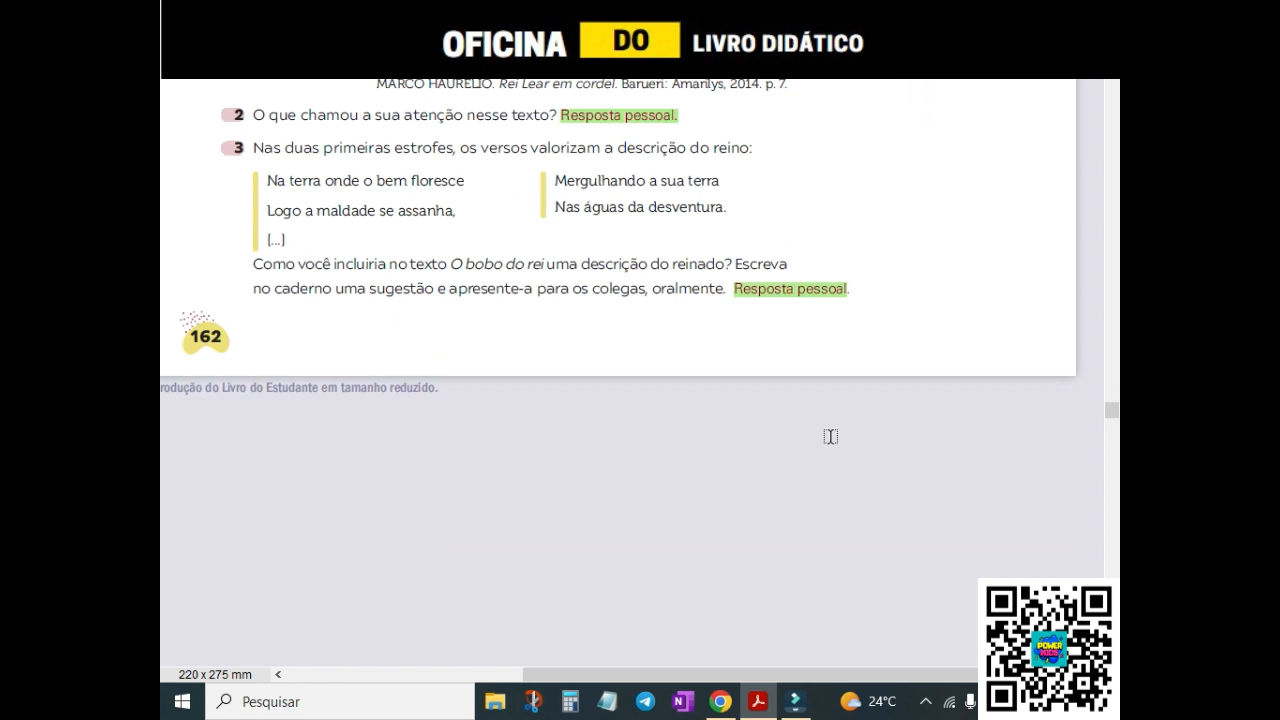 OFICINA DO LIVRO DIDÁTICO
MARCO HAURÉLIO. Rei Lear em cordel. Barueri: Amarilys, 2014. p. 7.
2 O que chamou a sua atenção nesse texto? Resposta pessoal.
3 Nas duas primeiras estrofes, os versos valorizam a descrição do reino:
Na terra onde o bem floresce
Logo a maldade se assanha,
[...]
Mergulhando a sua terra
Nas águas da desventura.
Como você incluiria no texto O bobo do rei uma descrição do reinado? Escreva
no caderno uma sugestão e apresente-a para os colegas, oralmente. Resposta pessoal.
162
rodução do Livro do Estudante em tamanho reduzido.
220 x 275 mm
Pesquisar
24°C
POWER
KIDS